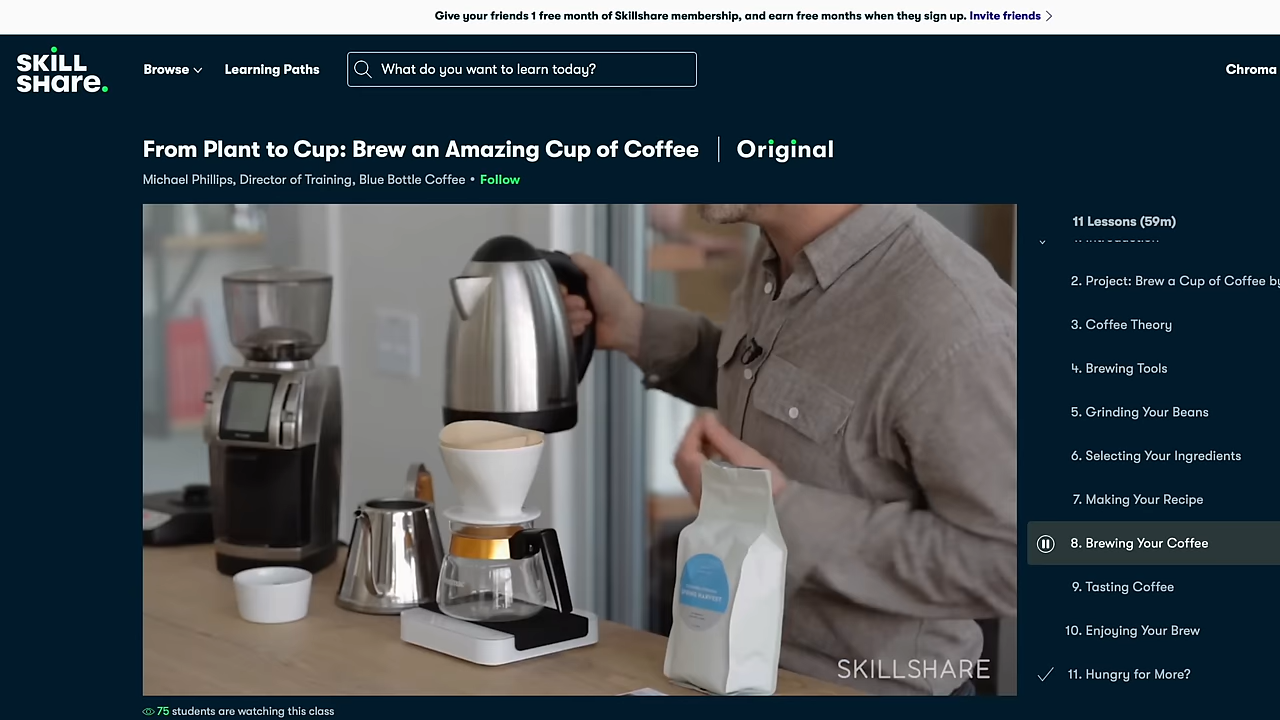 Give your friends 1 free month of Skillshare membership, and earn free months when they sign up. Invite friends
SKILL
SHare.
Browse
Learning Paths
What do you want to learn today?
Chroma
From Plant to Cup: Brew an Amazing Cup of Coffee | Original
Michael Phillips, Director of Training, Blue Bottle Coffee • Follow
11 Lessons (59m)
1. Introduction
2. Project: Brew a Cup of Coffee by
3. Coffee Theory
4. Brewing Tools
5. Grinding Your Beans
6. Selecting Your Ingredients
7. Making Your Recipe
8. Brewing Your Coffee
9. Tasting Coffee
10. Enjoying Your Brew
11. Hungry for More?
SKILLSHARE
75 students are watching this class